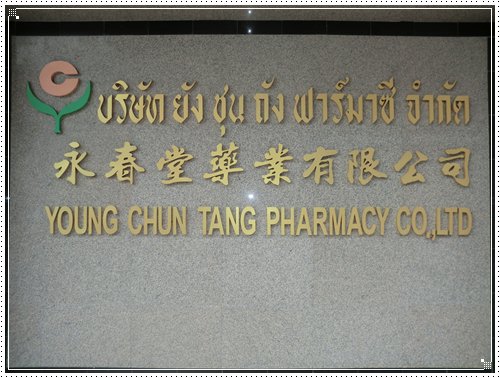 บริษัท ยัง ชุน ถัง ฟาร์มาซี จำกัด
永春堂藥業有限公司
YOUNG CHUN TANG PHARMACY CO.,LTD